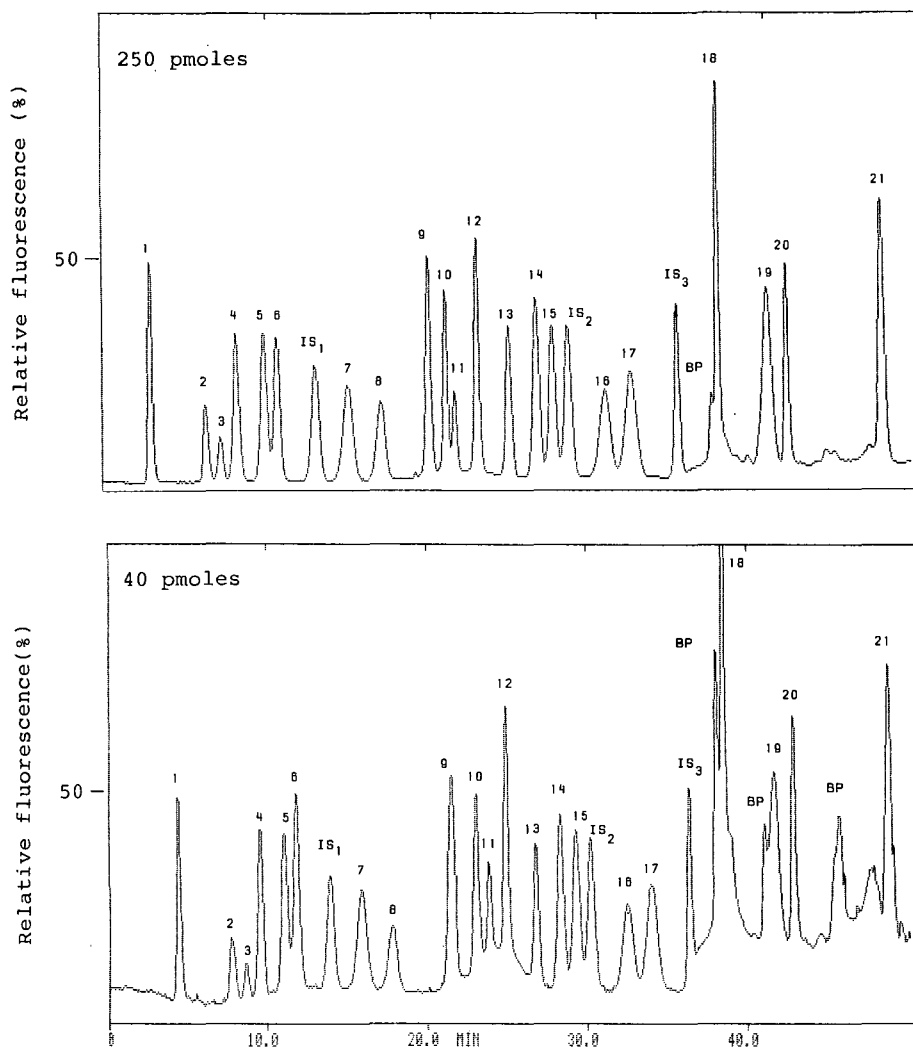 250 pmoles
Relative fluorescence (%)
50
1
2
3
4
5
6
IS1
7
8
9
10
11
12
13
14
15
IS2
16
17
IS3
BP
18
19
20
21
40 pmoles
Relative fluorescence(%)
50
1
2
3
4
5
6
IS1
7
8
9
10
11
12
13
14
15
IS2
16
17
IS3
BP
18
BP
19
20
BP
21
0 10.0 20.0 MIN 30.0 40.0